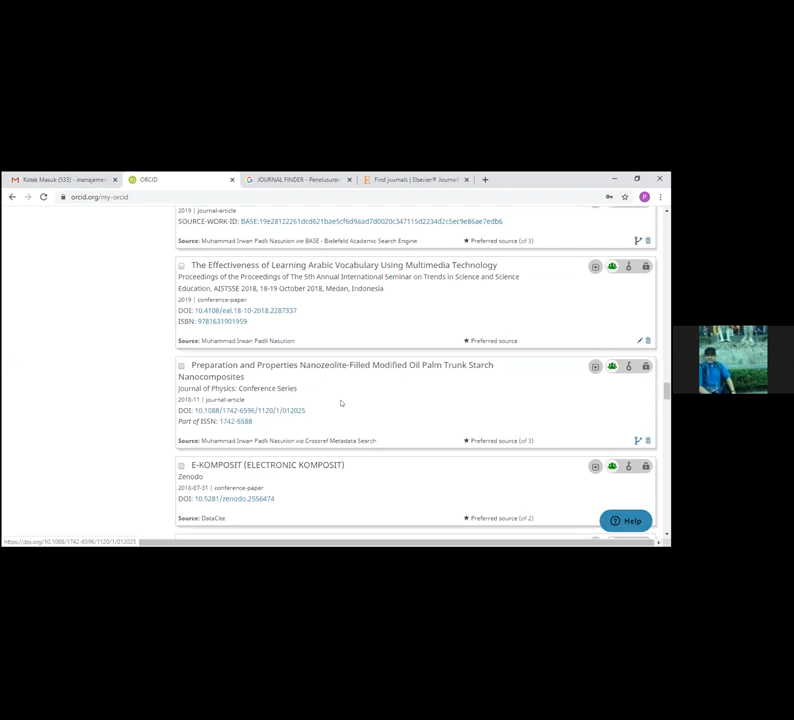 Kotak Masuk (533) - manajeme
ORCID
JOURNAL FINDER - Penelusuran
Find journals | Elsevier® Journal
orcid.org/my-orcid
2019 | journal-article
SOURCE-WORK-ID: BASE:19e28122261dcd621bae5cf6d9aad7d0020c347115d2234d2c5ec9e86ae7edb6
Source: Muhammad Irwan Padli Nasution via BASE - Bielefeld Academic Search Engine
★ Preferred source (of 3)
The Effectiveness of Learning Arabic Vocabulary Using Multimedia Technology
Proceedings of the Proceedings of The 5th Annual International Seminar on Trends in Science and Science
Education, AISTSSE 2018, 18-19 October 2018, Medan, Indonesia
2019 | conference-paper
DOI: 10.4108/eai.18-10-2018.2287337
ISBN: 9781631901959
Source: Muhammad Irwan Padli Nasution
★ Preferred source
Preparation and Properties Nanozeolite-Filled Modified Oil Palm Trunk Starch
Nanocomposites
Journal of Physics: Conference Series
2018-11 | journal-article
DOI: 10.1088/1742-6596/1120/1/012025
Part of ISSN: 1742-6588
Source: Muhammad Irwan Padli Nasution via Crossref Metadata Search
★ Preferred source (of 3)
E-KOMPOSIT (ELECTRONIC KOMPOSIT)
Zenodo
2018-07-31 | conference-paper
DOI: 10.5281/zenodo.2556474
Source: DataCite
★ Preferred source (of 2)
Help
https://doi.org/10.1088/1742-6596/1120/1/012025